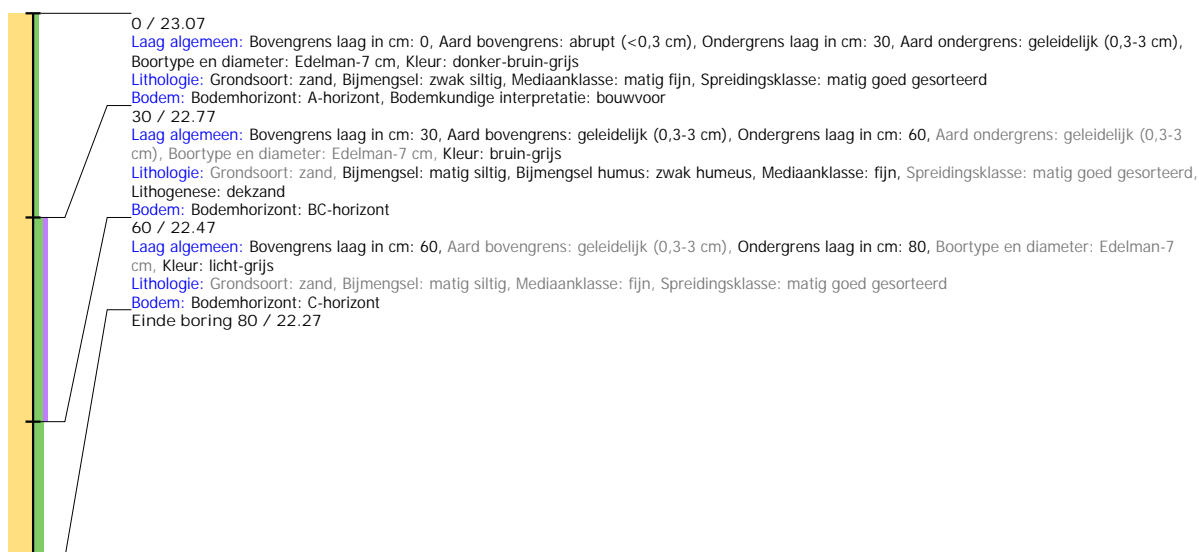 0 / 23.07
Laag algemeen: Bovengrens laag in cm: 0, Aard bovengrens: abrupt (<0,3 cm), Ondergrens laag in cm: 30, Aard ondergrens: geleidelijk (0,3-3 cm),
Boortype en diameter: Edelman-7 cm, Kleur: donker-bruin-grijs
Lithologie: Grondsoort: zand, Bijmengsel: zwak siltig, Mediaanklasse: matig fijn, Spreidingsklasse: matig goed gesorteerd
Bodem: Bodemhorizont: A-horizont, Bodemkundige interpretatie: bouwvoor
30 / 22.77
Laag algemeen: Bovengrens laag in cm: 30, Aard bovengrens: geleidelijk (0,3-3 cm), Ondergrens laag in cm: 60, Aard ondergrens: geleidelijk (0,3-3
cm), Boortype en diameter: Edelman-7 cm, Kleur: bruin-grijs
Lithologie: Grondsoort: zand, Bijmengsel: matig siltig, Bijmengsel humus: zwak humeus, Mediaanklasse: fijn, Spreidingsklasse: matig goed gesorteerd,
Lithogenese: dekzand
Bodem: Bodemhorizont: BC-horizont
60 / 22.47
Laag algemeen: Bovengrens laag in cm: 60, Aard bovengrens: geleidelijk (0,3-3 cm), Ondergrens laag in cm: 80, Boortype en diameter: Edelman-7
cm, Kleur: licht-grijs
Lithologie: Grondsoort: zand, Bijmengsel: matig siltig, Mediaanklasse: fijn, Spreidingsklasse: matig goed gesorteerd
Bodem: Bodemhorizont: C-horizont
Einde boring 80 / 22.27